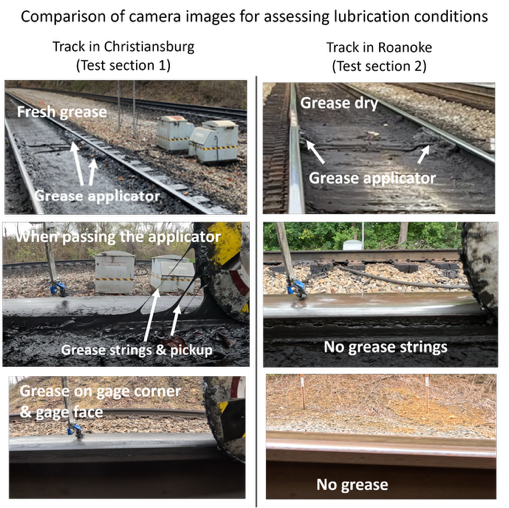 Comparison of camera images for assessing lubrication conditions
Track in Christiansburg
(Test section 1)
Track in Roanoke
(Test section 2)
Fresh grease
Grease applicator
Grease dry
Grease applicator
When passing the applicator
Grease strings & pickup
No grease strings
Grease on gage corner
& gage face
No grease